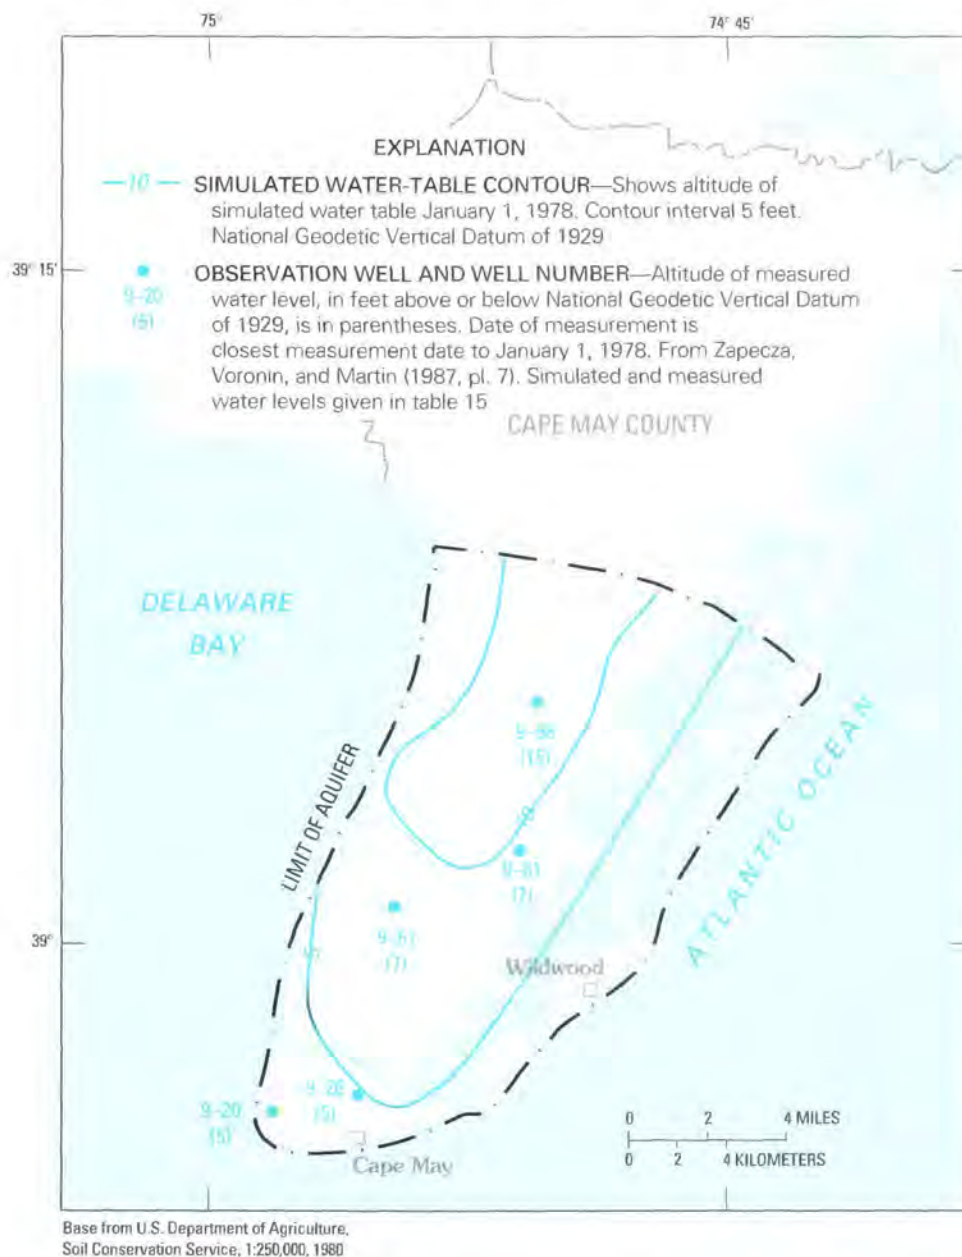 75°
74° 45'
EXPLANATION
—10—
SIMULATED WATER-TABLE CONTOUR—Shows altitude of
simulated water table January 1, 1978. Contour interval 5 feet.
National Geodetic Vertical Datum of 1929
39° 15'
9-20
(5)
OBSERVATION WELL AND WELL NUMBER—Altitude of measured
water level, in feet above or below National Geodetic Vertical Datum
of 1929, is in parentheses. Date of measurement is
closest measurement date to January 1, 1978. From Zapecza,
Voronin, and Martin (1987, pl. 7). Simulated and measured
water levels given in table 15
CAPE MAY COUNTY
DELAWARE
BAY
(15)
LIMIT OF AQUIFER
ATLANTIC OCEAN
10
9-81
(7)
39°
5
(7)
Wildwood
(5)
9-20
(5)
Cape May
0 2 4 MILES
0 2 4 KILOMETERS
Base from U.S. Department of Agriculture,
Soil Conservation Service, 1:250,000, 1980